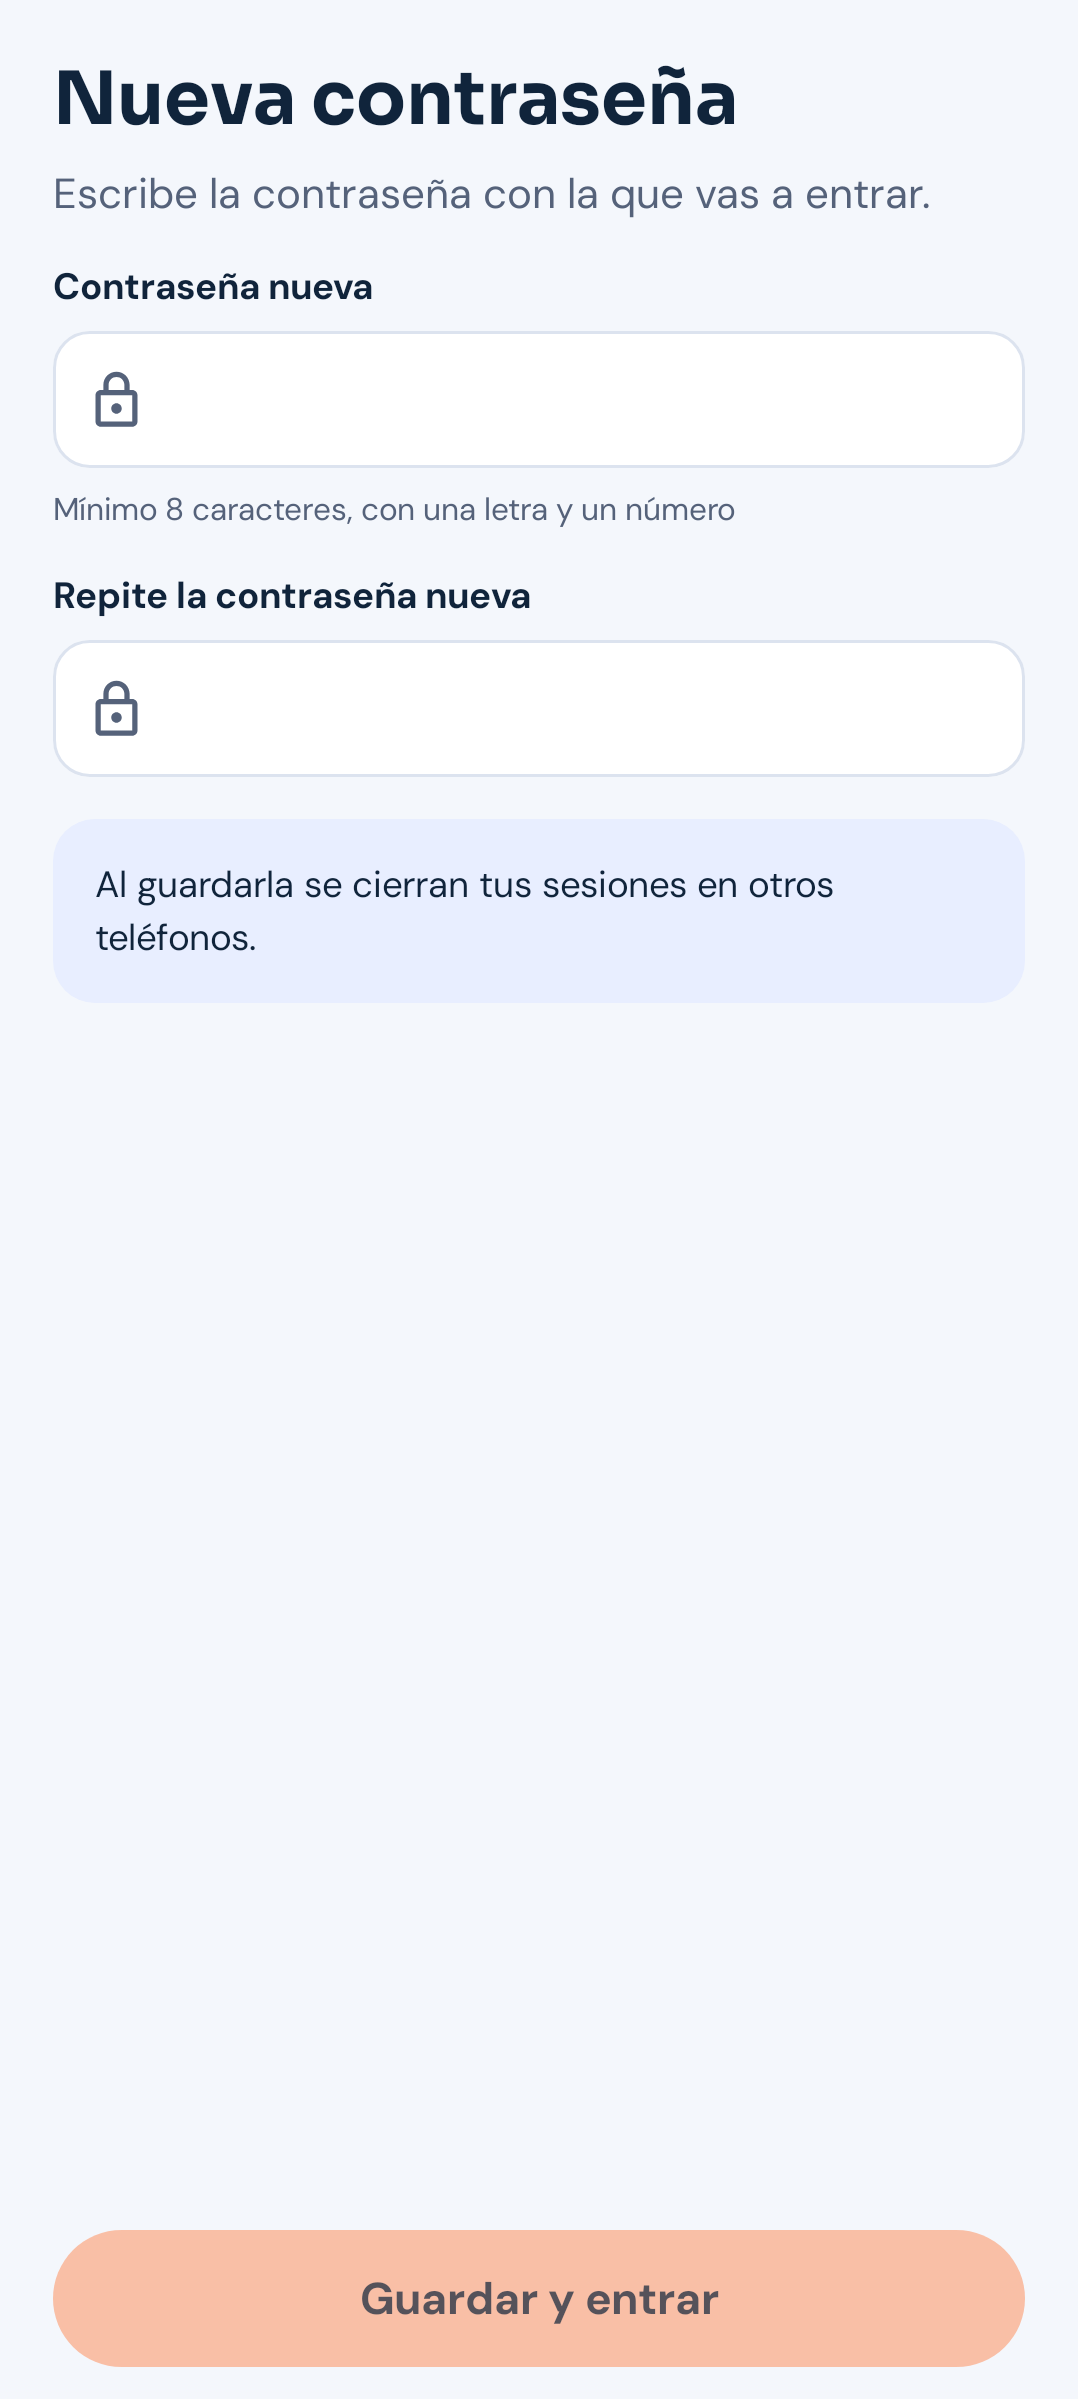 Nueva contraseña
Escribe la contraseña con la que vas a entrar.
Contraseña nueva
Mínimo 8 caracteres, con una letra y un número
Repite la contraseña nueva
Al guardarla se cierran tus sesiones en otros
teléfonos.
Guardar y entrar